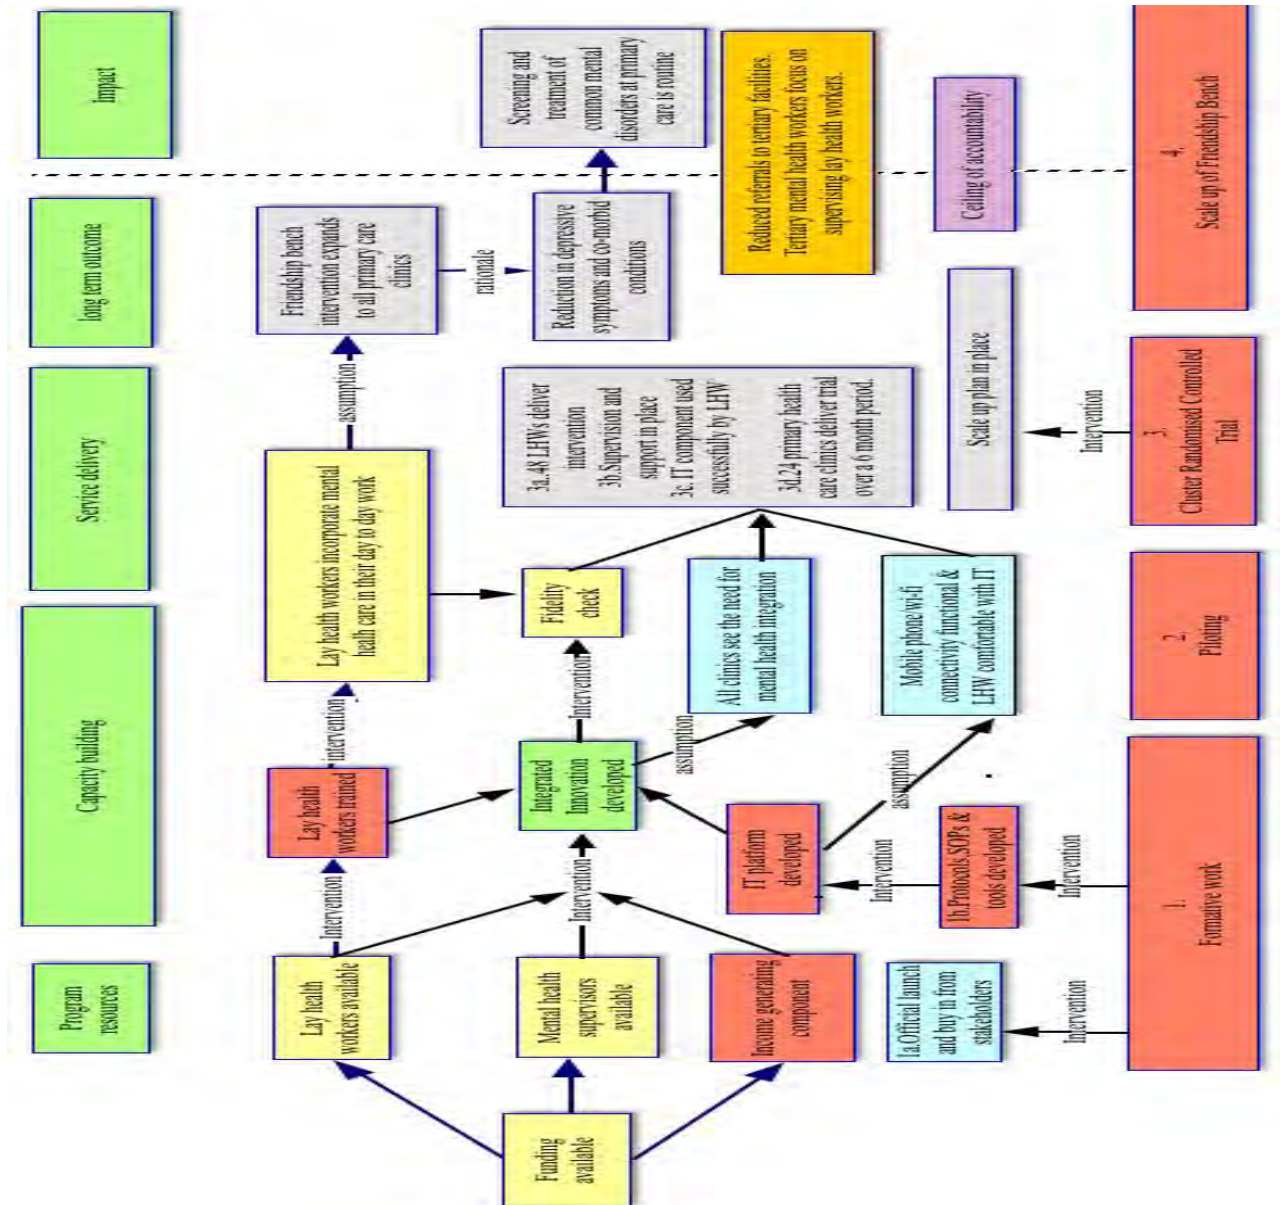 Program
resources
Capacity building
Service delivery
long term outcome
Impact
Funding
available
Lay health
workers available
Intervention
Lay health
workers trained
intervention
Lay health workers incorporate mental
healh care in their day to day work
assumption
Friendship bench
intervention expands
to all primary care
clinics
rationale
Reduction in depressive
symptoms and co-morbid
conditions
Screening and
treament of
common mental
disorders at primary
care is routine
Mental health
supervisors
available
Intervention
Integrated
Innovation
developed
Intervention
Fidelity
check
3a.48 LHWs deliver
intervention
3b.Supervision and
support in place
3c. IT component used
successfully by LHW
3d.24 primary health
care clinics deliver trial
over a 6 month period.
Income generating
component
IT platform
developed
assumption
All clinics see the need for
mental health integration
Reduced referrals to tertiary facilities.
Tertiary mental health workers focus on
supervising lay health workers.
1a.Official launch
and buy in from
stakeholders
Intervention
Intervention
1b.Protocols.SOPs &
tools developed
Intervention
assumption
Mobile phone/wi-fi
connectivity functional &
LHW comfortable with IT
Scale up plan in place
Intervention
Ceiling of accountability
1.
Formative work
2.
Piloting
3.
Cluster Randomised Controlled
Trial
4.
Scale up of Friendship Bench